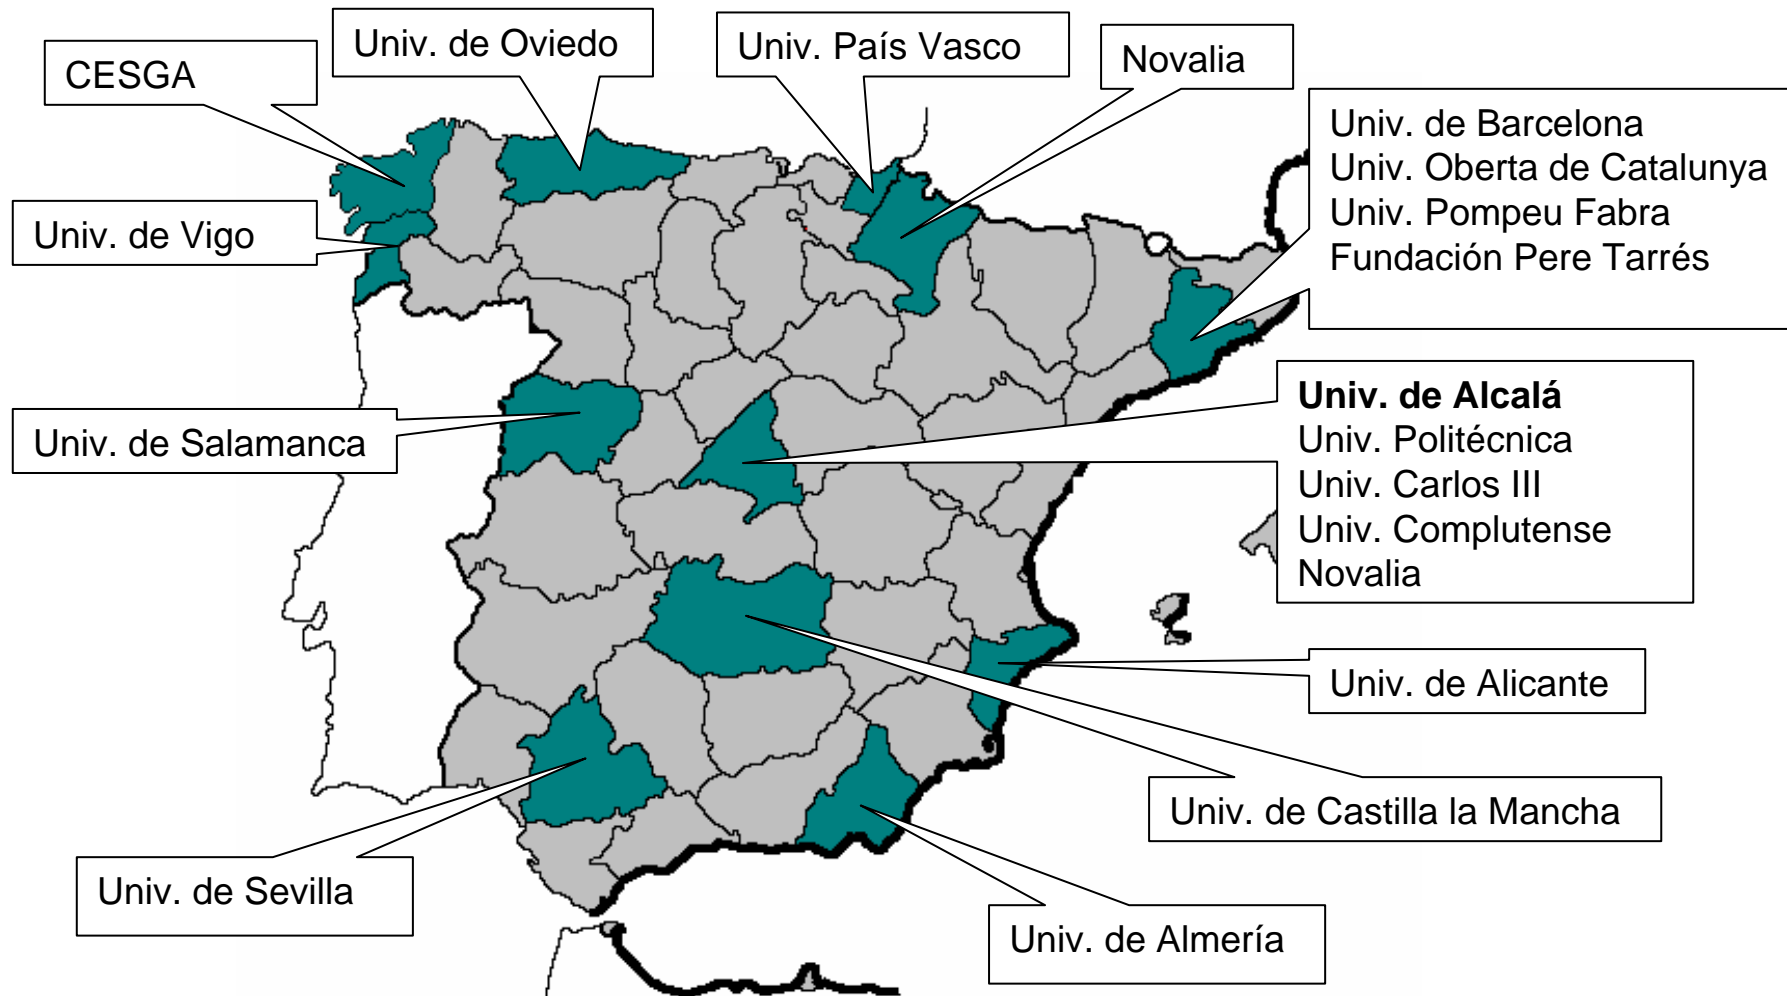 Univ. de Oviedo
Univ. País Vasco
Novalia
CESGA
Univ. de Barcelona
Univ. Oberta de Catalunya
Univ. Pompeu Fabra
Fundación Pere Tarrés
Univ. de Vigo
Univ. de Alcalá
Univ. Politécnica
Univ. Carlos III
Univ. Complutense
Novalia
Univ. de Salamanca
Univ. de Alicante
Univ. de Castilla la Mancha
Univ. de Sevilla
Univ. de Almería